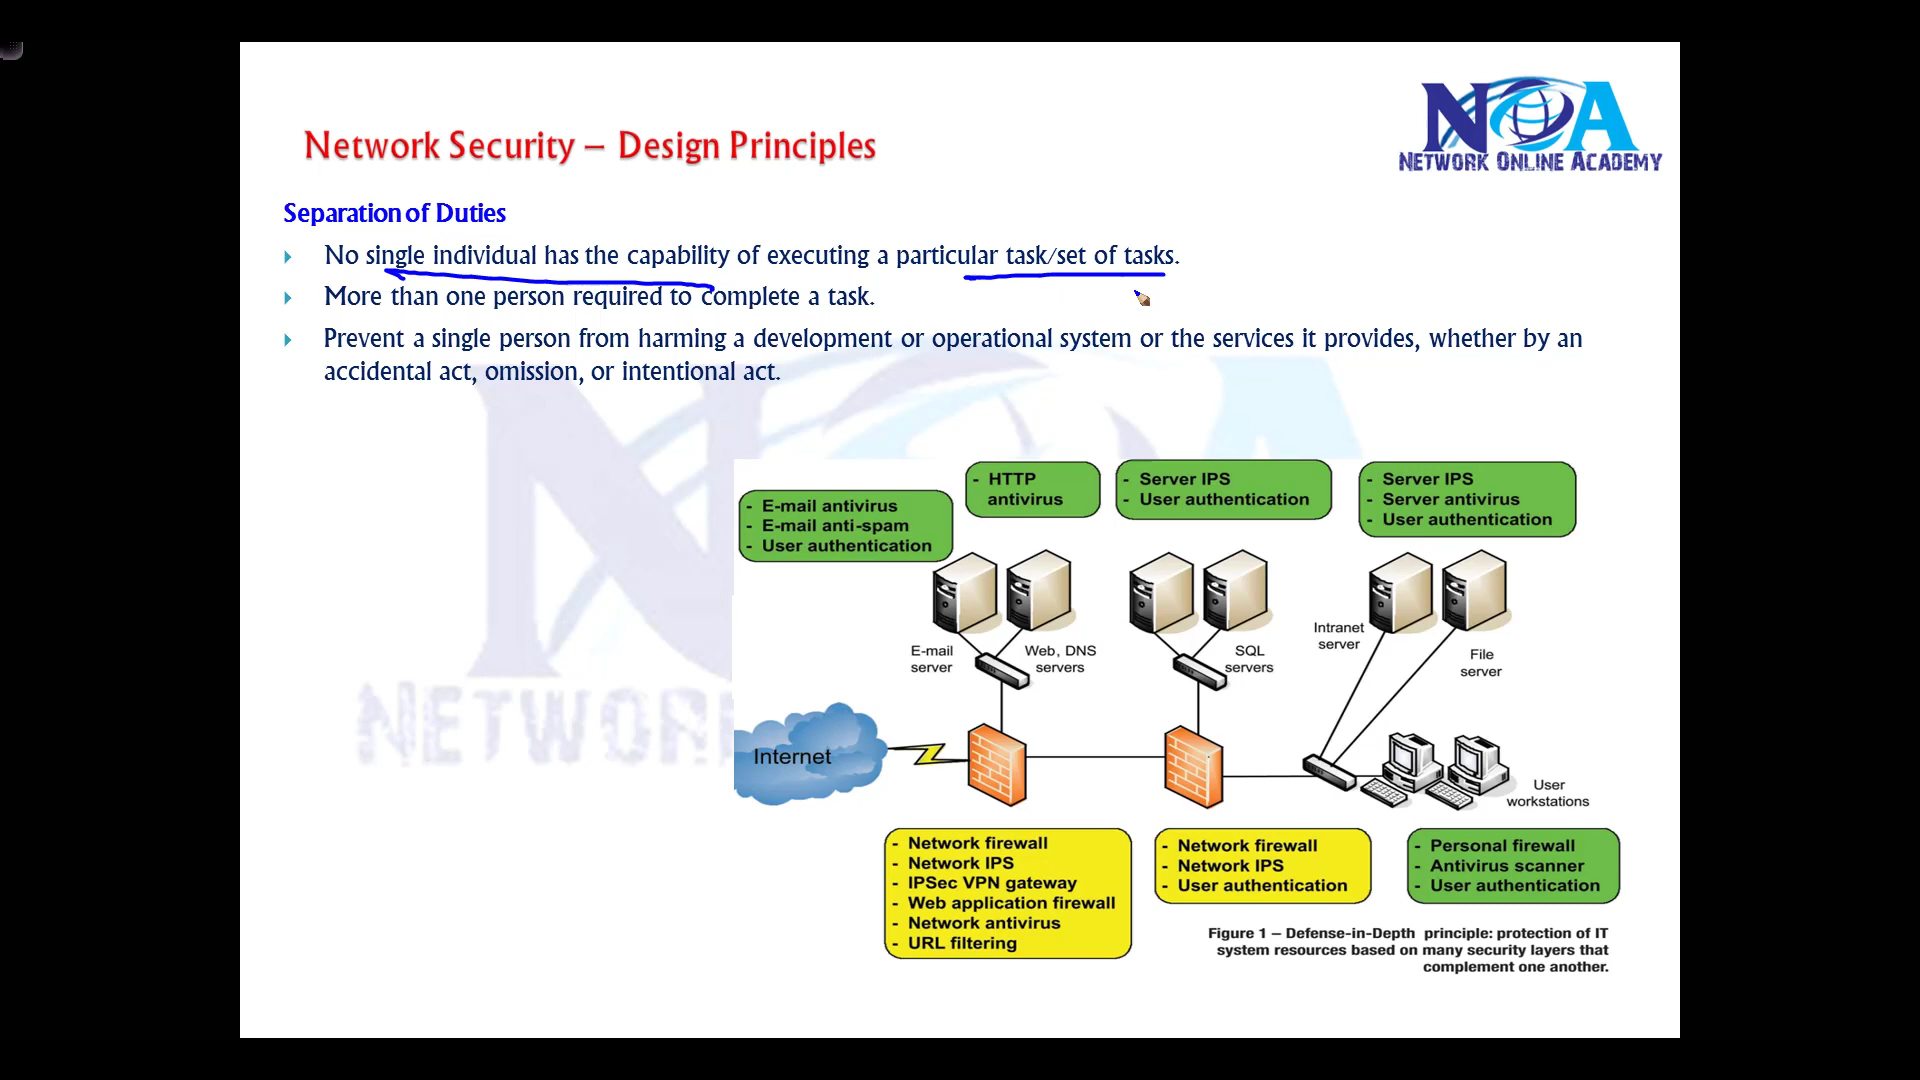 NOA
NETWORK ONLINE ACADEMY
Network Security – Design Principles
Separation of Duties
No single individual has the capability of executing a particular task/set of tasks.
More than one person required to complete a task.
Prevent a single person from harming a development or operational system or the services it provides, whether by an
accidental act, omission, or intentional act.
- E-mail antivirus
- E-mail anti-spam
- User authentication
- HTTP
antivirus
- Server IPS
- User authentication
- Server IPS
- Server antivirus
- User authentication
E-mail
server
Web, DNS
servers
SQL
servers
Intranet
server
File
server
Internet
User
workstations
- Network firewall
- Network IPS
- IPSec VPN gateway
- Web application firewall
- Network antivirus
- URL filtering
- Network firewall
- Network IPS
- User authentication
- Personal firewall
- Antivirus scanner
- User authentication
Figure 1 – Defense-in-Depth principle: protection of IT
system resources based on many security layers that
complement one another.
NETWOR